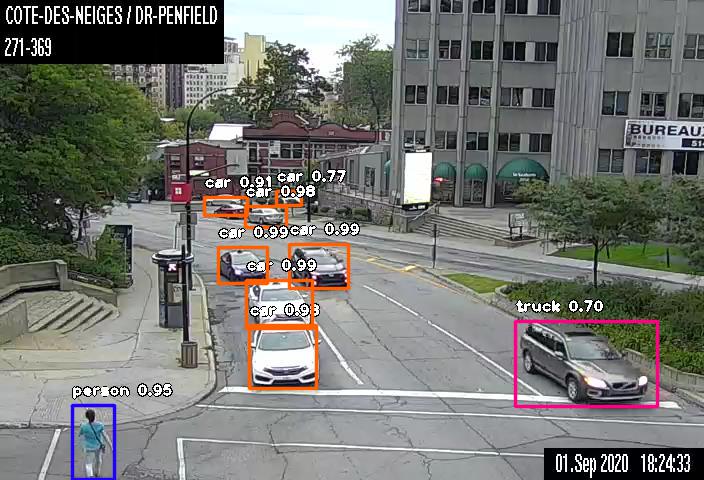 COTE-DES-NEIGES / DR-PENFIELD
271-369
BUREAUX
514
car 0.91
car 0.77
car 0.98
car 0.99
car 0.99
car 0.99
car 0.93
truck 0.70
person 0.95
01.Sep 2020 18:24:33